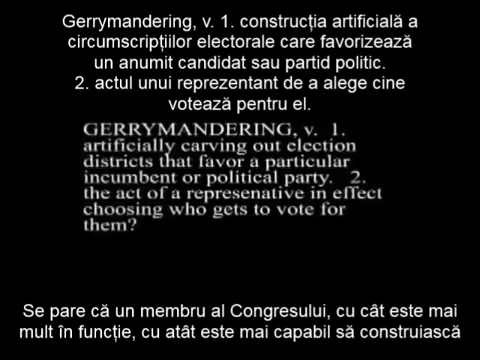 Gerrymandering, v. 1. construcția artificială a
circumscripțiilor electorale care favorizează
un anumit candidat sau partid politic.
2. actul unui reprezentant de a alege cine
votează pentru el.
GERRYMANDERING, v. 1.
artificially carving out election
districts that favor a particular
incumbent or political party. 2.
the act of a represenative in effect
choosing who gets to vote for
them?
Se pare că un membru al Congresului, cu cât este mai
mult în funcție, cu atât este mai capabil să construiască